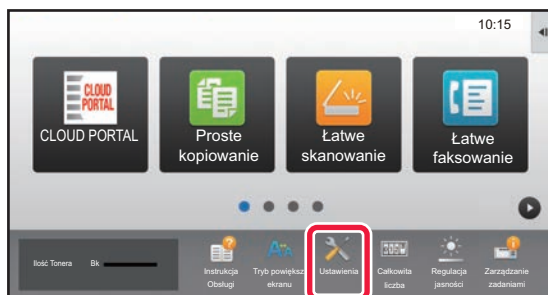 10:15
CLOUD
PORTAL
CLOUD PORTAL
Proste
kopiowanie
Łatwe
skanowanie
Łatwe
faksowanie
Ilość Tonera Bk
Instrukcja
Obsługi
Tryb powiększ
ekranu
Ustawienia
Całkowita
liczba
Regulacja
jasności
Zarządzanie
zadaniami